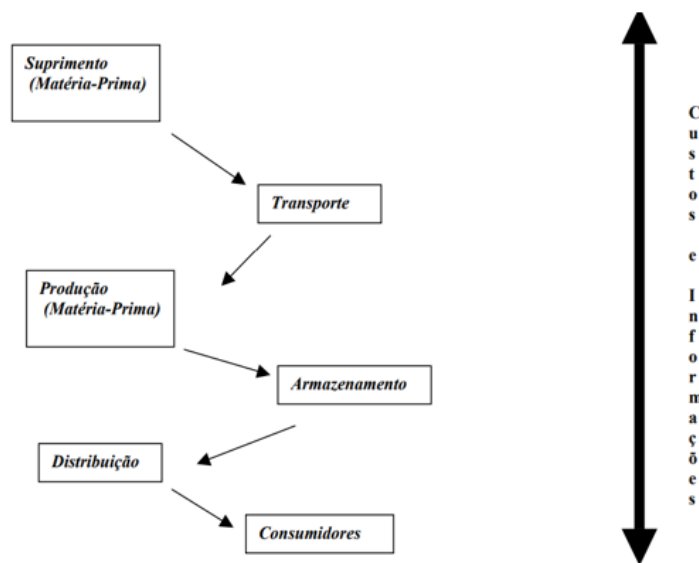 Suprimento
(Matéria-Prima)
Transporte
Produção
(Matéria-Prima)
Armazenamento
Distribuição
Consumidores
Custos e Informações